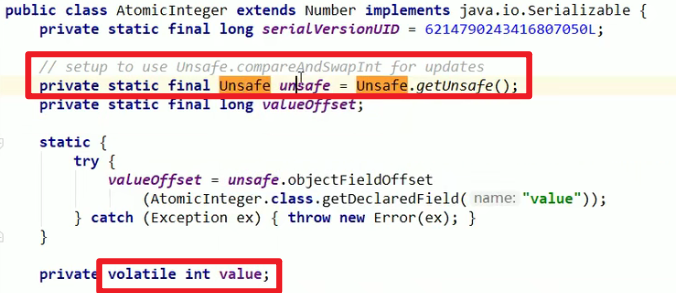 public class AtomicInteger extends Number implements java.io.Serializable {
private static final long serialVersionUID = 6214790243416807050L;
// setup to use Unsafe.compareAndSwapInt for updates
private static final Unsafe unsafe = Unsafe.getUnsafe();
private static final long valueOffset;
static {
try {
valueOffset = unsafe.objectFieldOffset
(AtomicInteger.class.getDeclaredField( name: "value"));
} catch (Exception ex) { throw new Error(ex); }
}
private volatile int value;